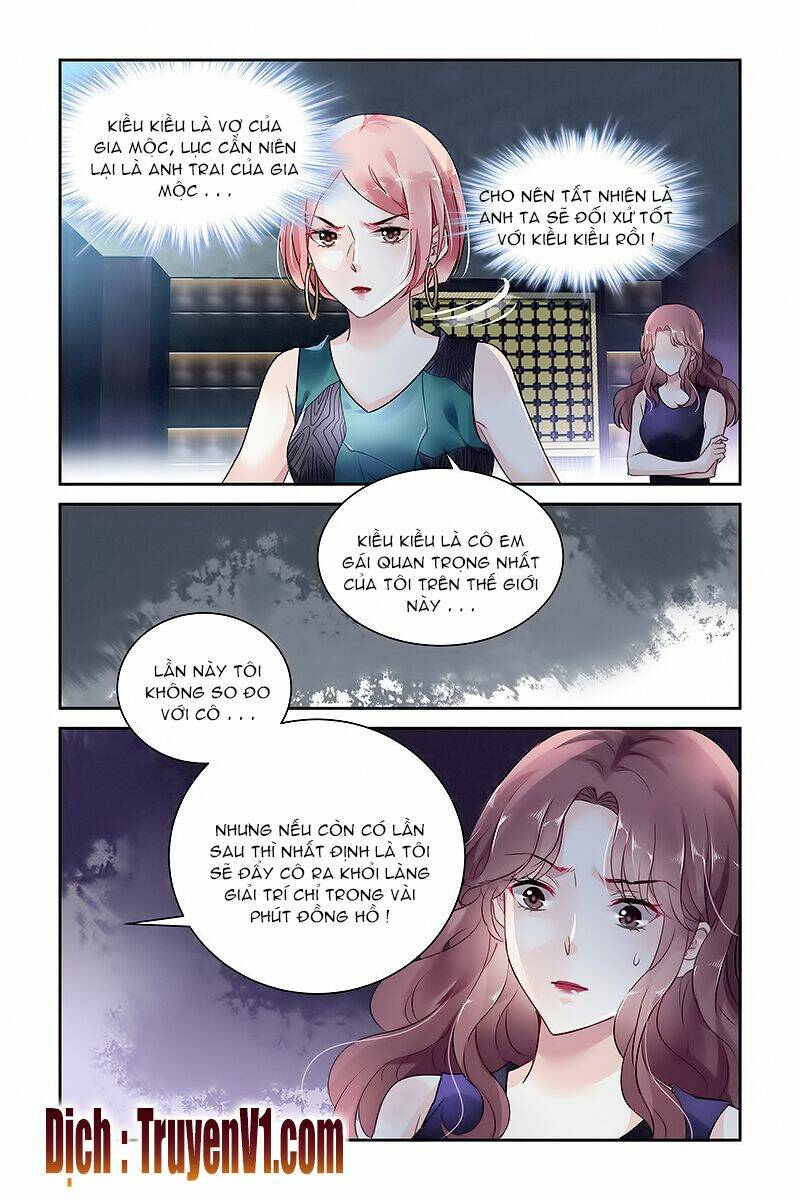 KIỀU KIỀU LÀ VỢ CỦA
GIA MỘC, LỤC CẨN NIÊN
LẠI LÀ ANH TRAI CỦA GIA
MỘC . . .
CHO NÊN TẤT NHIÊN LÀ
ANH TA SẼ ĐỐI XỬ TỐT
VỚI KIỀU KIỀU RỒI !
KIỀU KIỀU LÀ CÔ EM
GÁI QUAN TRỌNG NHẤT
CỦA TÔI TRÊN THẾ GIỚI
NÀY . . .
LẦN NÀY TÔI
KHÔNG SO ĐO
VỚI CÔ . . .
NHƯNG NẾU CÒN CÓ LẦN
SAU THÌ NHẤT ĐỊNH LÀ TÔI
SẼ ĐẨY CÔ RA KHỎI LÀNG
GIẢI TRÍ CHỈ TRONG VÀI
PHÚT ĐỒNG HỒ !
Dịch : TruyenV1.com